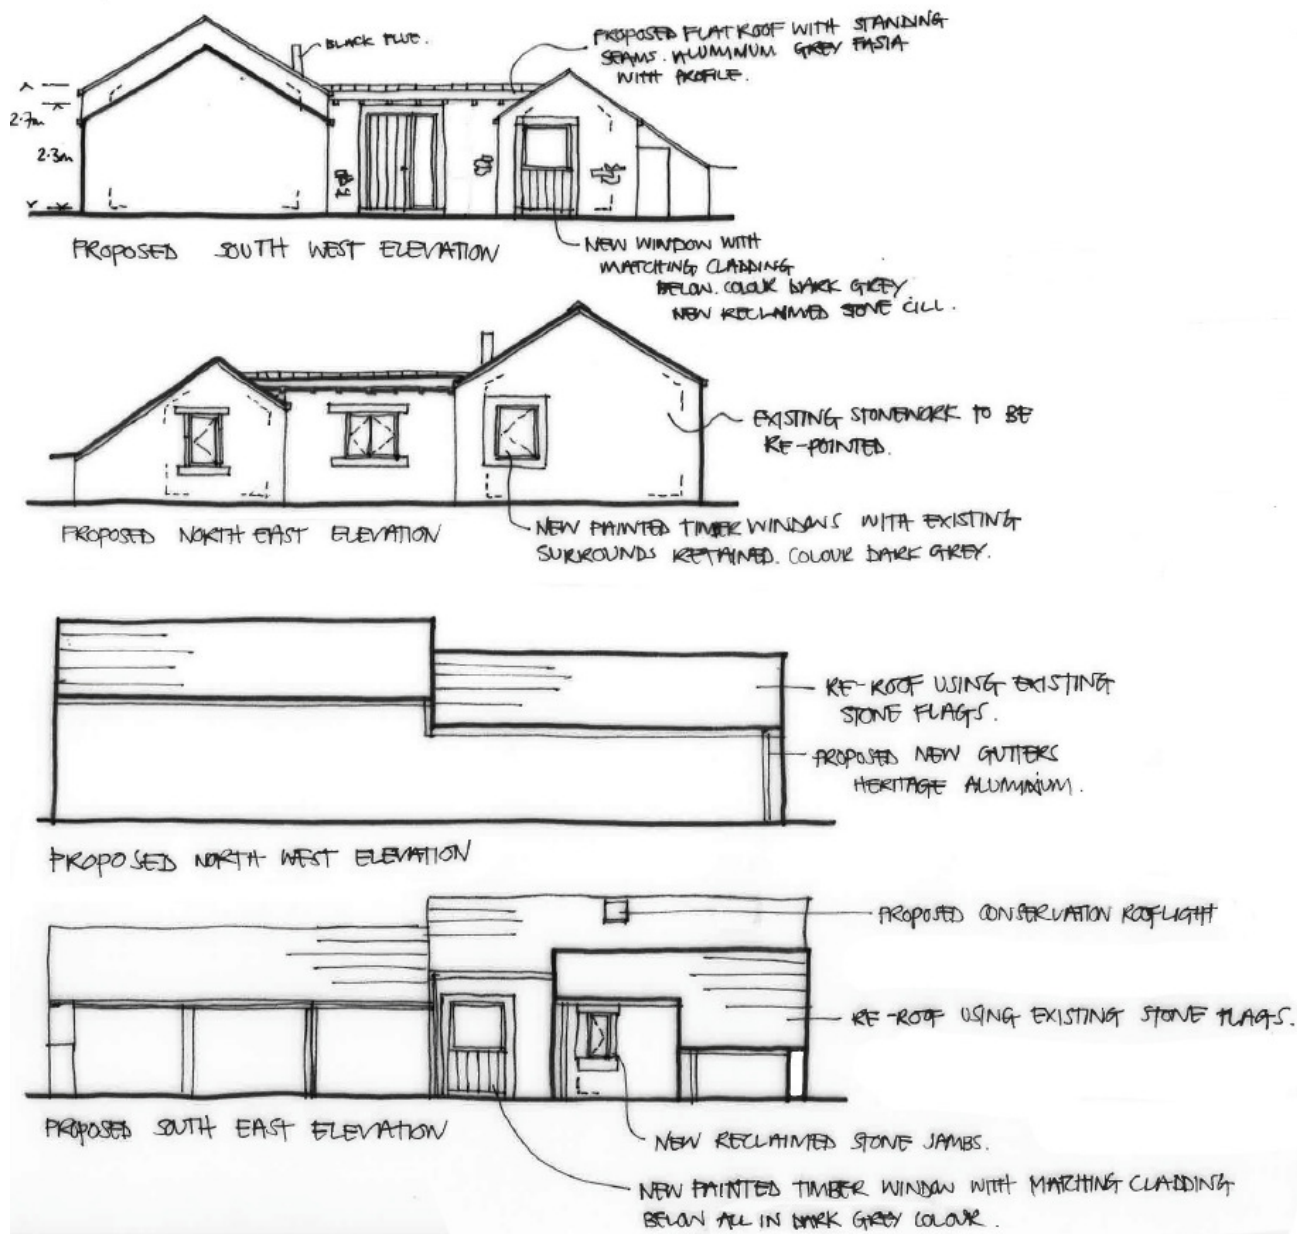 BLACK FLUE.
PROPOSED FLAT ROOF WITH STANDING
SEAMS. ALUMINUM GREY FASIA
WITH PROFILE.
2.7m
2.3m
PROPOSED SOUTH WEST ELEVATION
NEW WINDOW WITH
MATCHING CLADDING
BELOW. COLOUR DARK GREY.
NEW RECLAIMED STONE CILL.
EXISTING STONEWORK TO BE
RE-POINTED.
PROPOSED NORTH EAST ELEVATION
NEW PAINTED TIMBER WINDOWS WITH EXISTING
SURROUNDS RETAINED. COLOUR DARK GREY.
RE-ROOF USING EXISTING
STONE FLAGS.
PROPOSED NEW GUTTERS
HERITAGE ALUMINIUM.
PROPOSED NORTH WEST ELEVATION
PROPOSED CONSERVATION ROOFLIGHT
RE-ROOF USING EXISTING STONE FLAGS.
PROPOSED SOUTH EAST ELEVATION
NEW RECLAIMED STONE JAMBS.
NEW PAINTED TIMBER WINDOW WITH MATCHING CLADDING
BELOW ALL IN DARK GREY COLOUR.